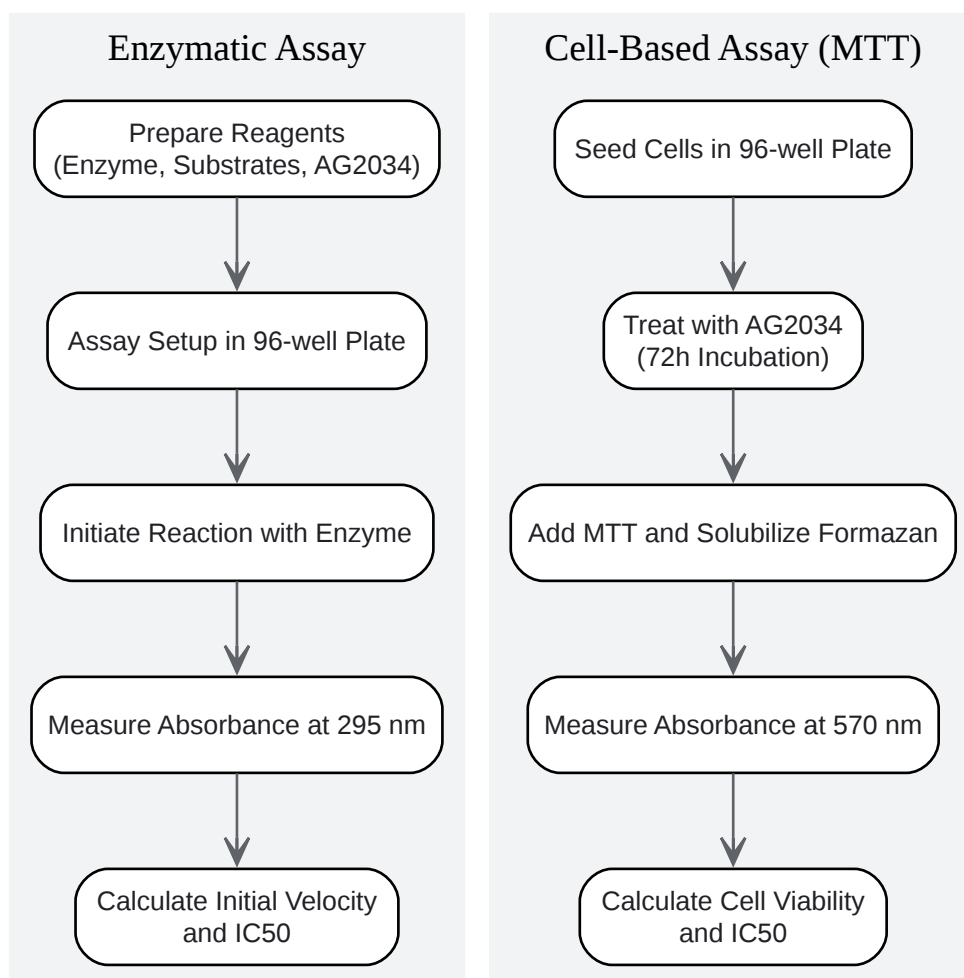 Enzymatic Assay
Prepare Reagents
(Enzyme, Substrates, AG2034)
Assay Setup in 96-well Plate
Initiate Reaction with Enzyme
Measure Absorbance at 295 nm
Calculate Initial Velocity
and IC50
Cell-Based Assay (MTT)
Seed Cells in 96-well Plate
Treat with AG2034
(72h Incubation)
Add MTT and Solubilize Formazan
Measure Absorbance at 570 nm
Calculate Cell Viability
and IC50